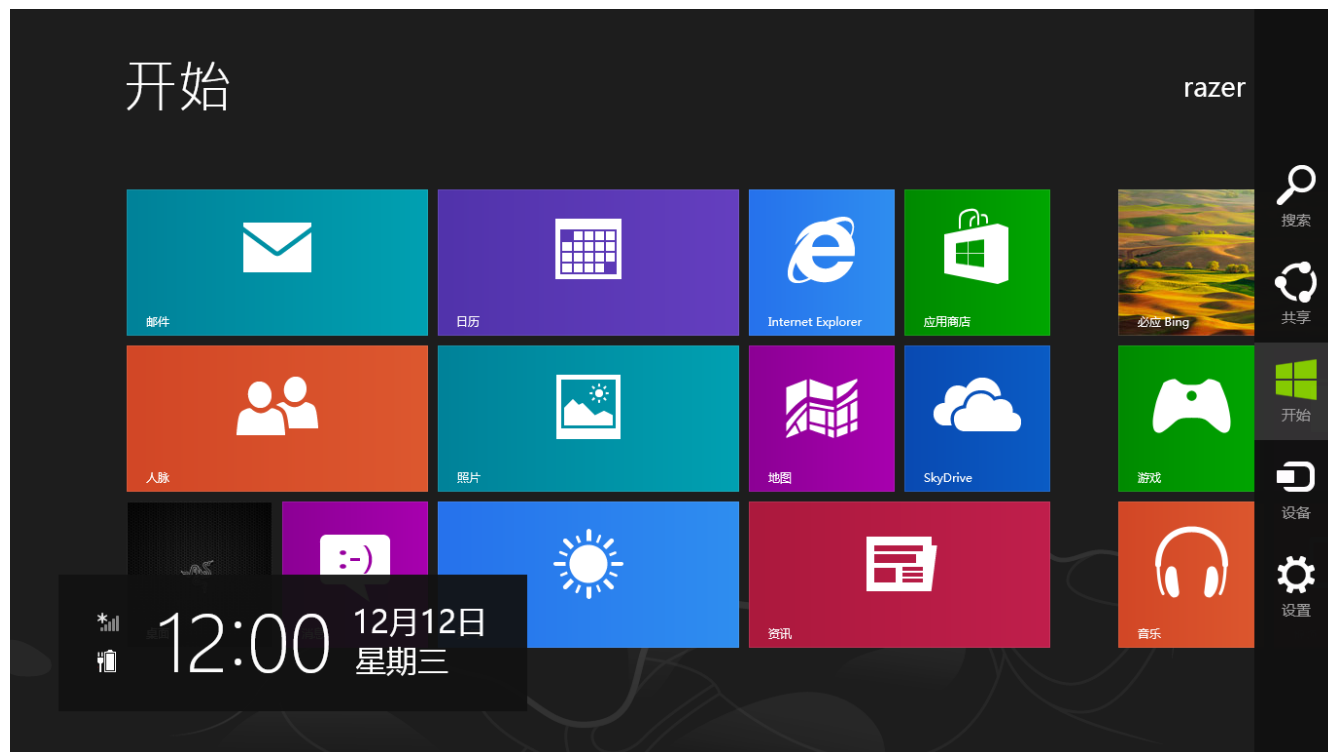 开始
razer
邮件
日历
Internet Explorer
应用商店
必应 Bing
人脉
照片
地图
SkyDrive
游戏
:-)
桌面
资讯
音乐
12:00
12月12日
星期三
搜索
共享
开始
设备
设置